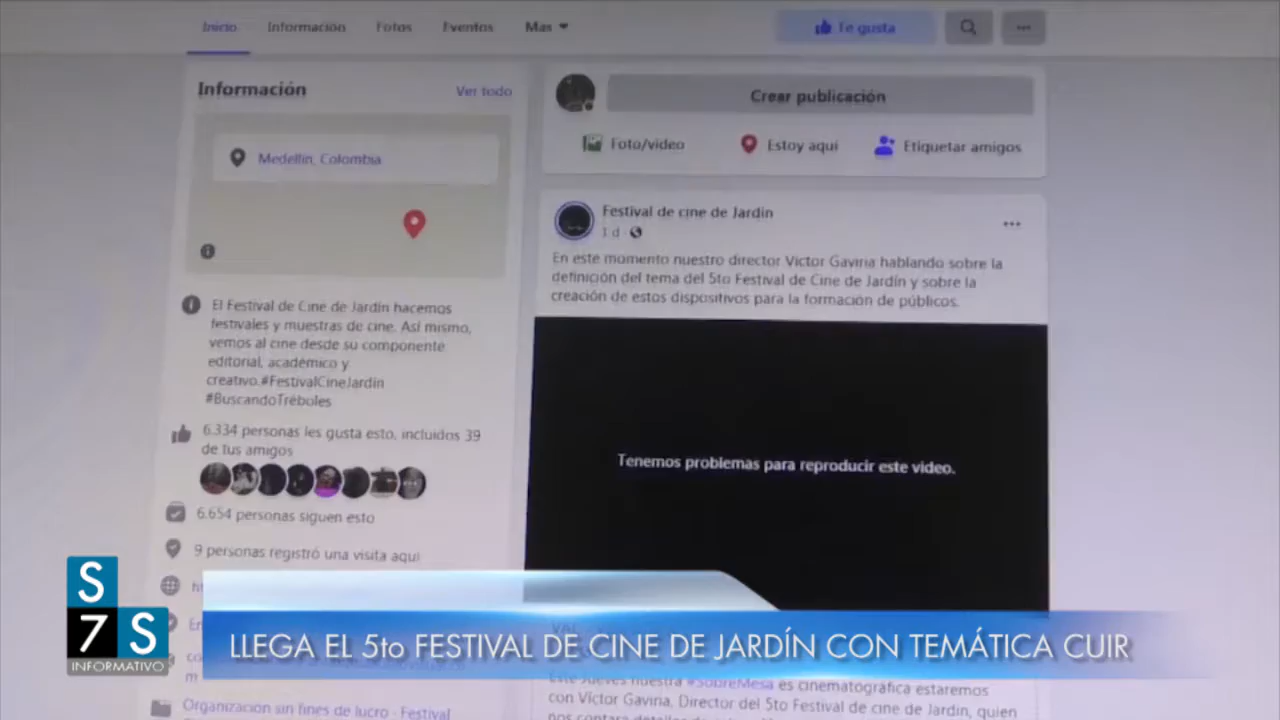 Inicio Información Fotos Eventos Más
Te gusta
Información
Ver todo
Medellín, Colombia
El Festival de Cine de Jardín hacemos
festivales y muestras de cine. Así mismo,
vemos al cine desde su componente
editorial, académico y
creativo.#FestivalCineJardín
#BuscandoTréboles
6.334 personas les gusta esto, incluidos 39
de tus amigos
6.654 personas siguen esto
9 personas registró una visita aquí
Organización sin fines de lucro · Festival
Crear publicación
Foto/video
Estoy aquí
Etiquetar amigos
Festival de cine de Jardín
1 d
En este momento nuestro director Víctor Gaviria hablando sobre la
definición del tema del 5to Festival de Cine de Jardín y sobre la
creación de estos dispositivos para la formación de públicos.
Tenemos problemas para reproducir este video.
Este Jueves nuestra #SobreMesa es cinematográfica estaremos
con Víctor Gaviria, Director del 5to Festival de cine de Jardín, quien
S
7 S
INFORMATIVO
LLEGA EL 5to FESTIVAL DE CINE DE JARDÍN CON TEMÁTICA CUIR